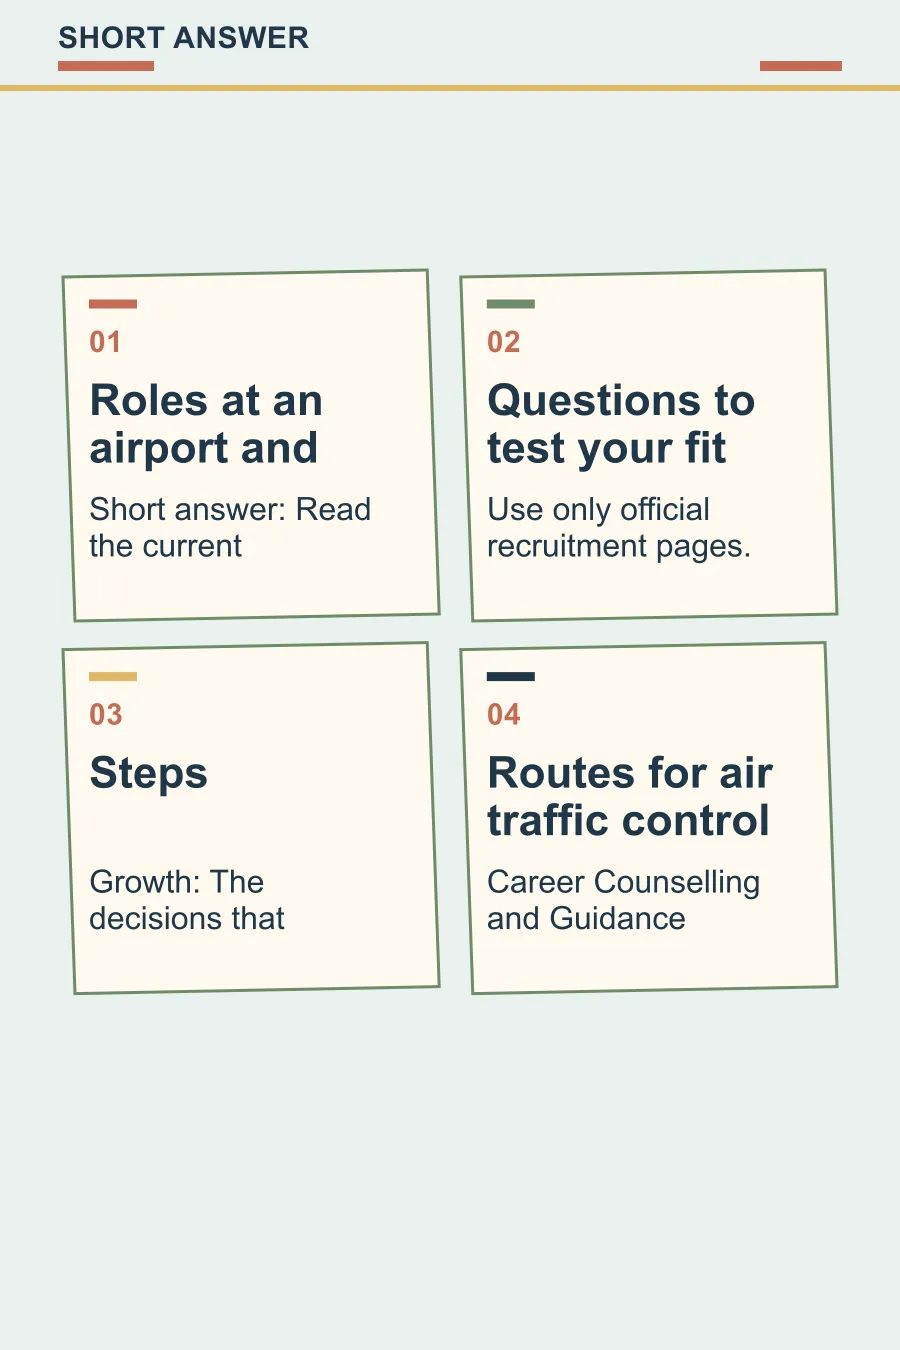 SHORT ANSWER
01
Roles at an
airport and
Short answer: Read
the current
02
Questions to
test your fit
Use only official
recruitment pages.
03
Steps
Growth: The
decisions that
04
Routes for air
traffic control
Career Counselling
and Guidance